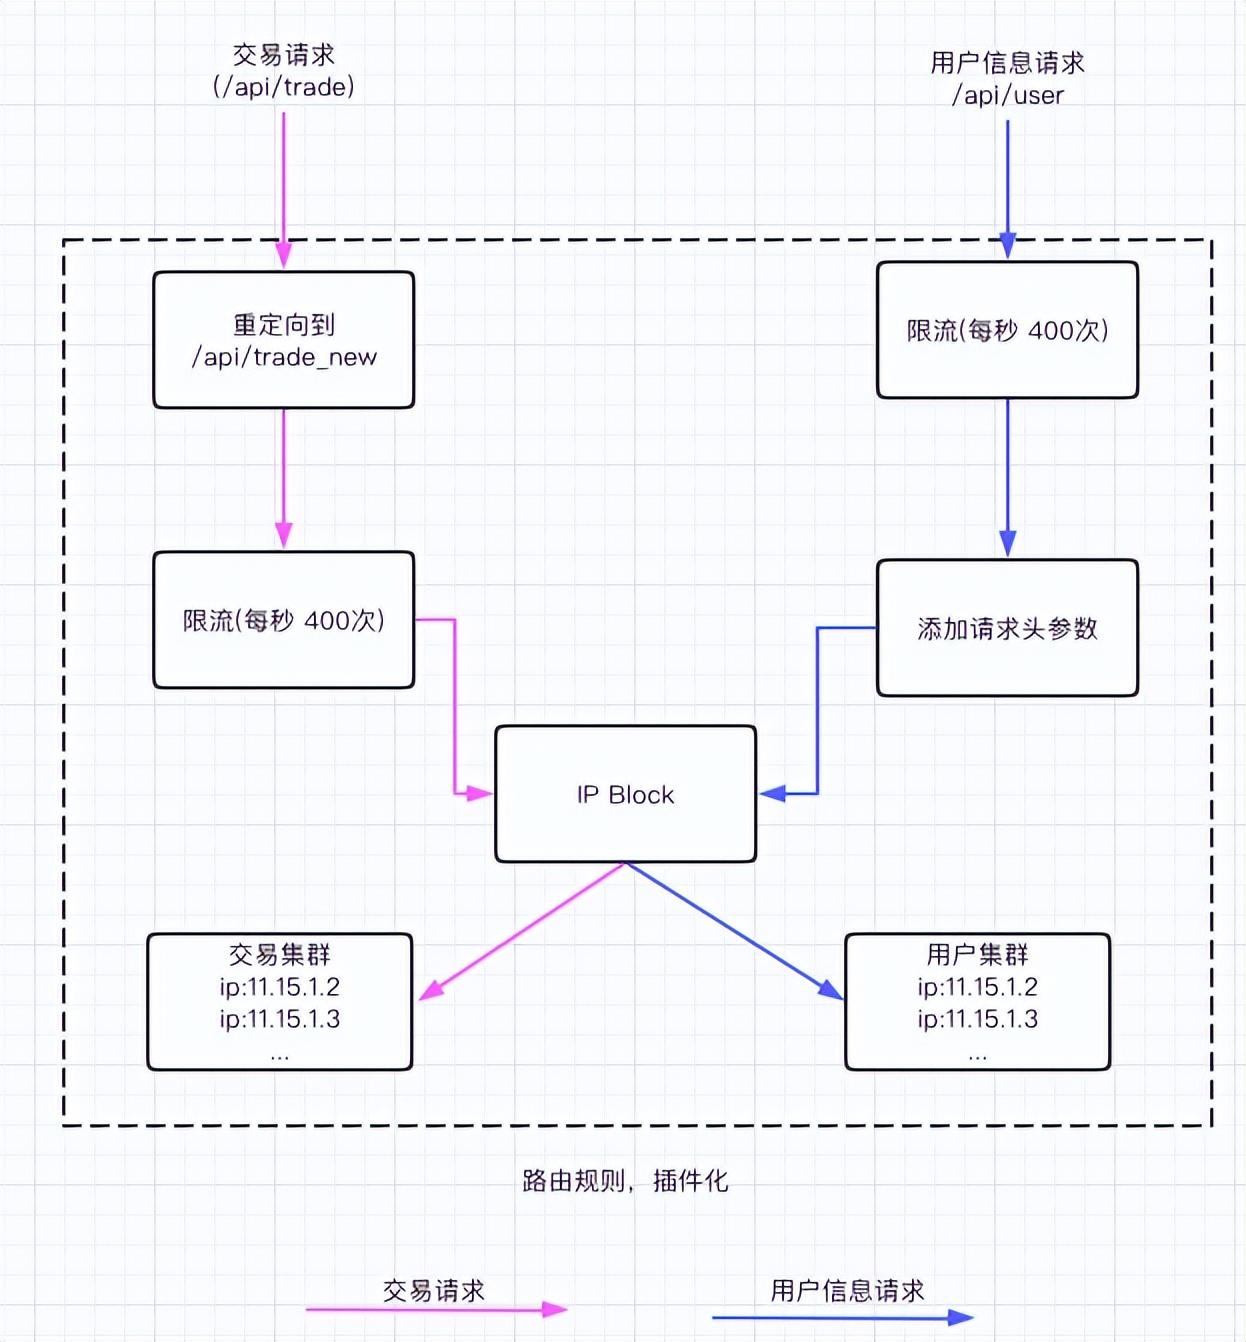 交易请求
(/api/trade)
用户信息请求
/api/user
重定向到
/api/trade_new
限流(每秒 400次)
限流(每秒 400次)
添加请求头参数
IP Block
交易集群
ip:11.15.1.2
ip:11.15.1.3
...
用户集群
ip:11.15.1.2
ip:11.15.1.3
...
路由规则，插件化
交易请求
用户信息请求